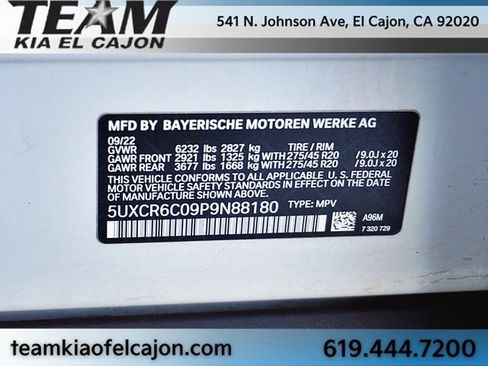 TEAM
KIA EL CAJON
541 N. Johnson Ave, El Cajon, CA 92020
MFD BY BAYERISCHE MOTOREN WERKE AG
09/22
GVWR 6232 lbs 2827 kg TIRE / RIM
GAWR FRONT 2921 lbs 1325 kg WITH 275/45 R20 /9.0J x 20
GAWR REAR 3677 lbs 1668 kg WITH 275/45 R20 /9.0J x 20
THIS VEHICLE CONFORMS TO ALL APPLICABLE U. S. FEDERAL
MOTOR VEHICLE SAFETY STANDARDS IN EFFECT ON THE
DATE OF MANUFACTURE SHOWN ABOVE.
5UXCR6C09P9N88180 TYPE: MPV
A96M
7 320 729
teamkiaofelcajon.com
619.444.7200